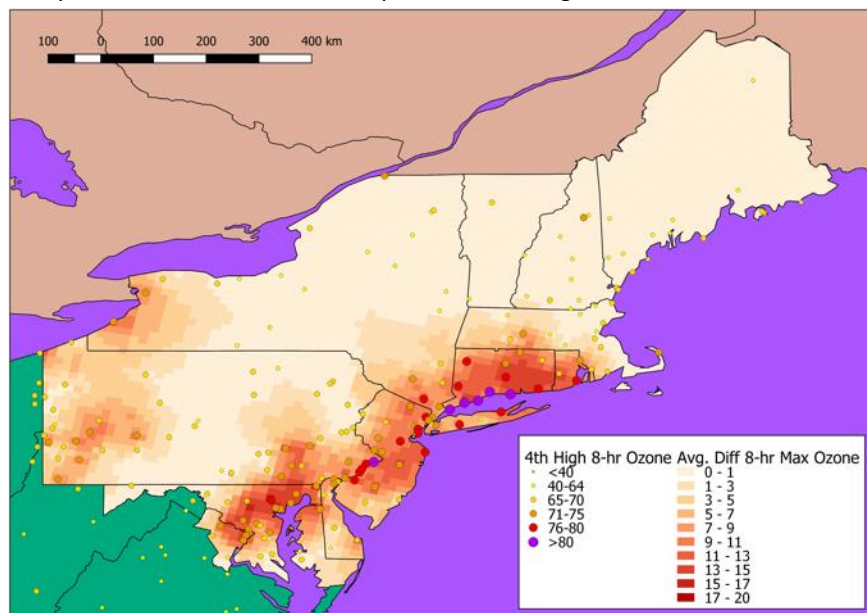 100 0 100 200 300 400 km
4th High 8-hr Ozone Avg. Diff 8-hr Max Ozone
<40 0 - 1
40-64 1 - 3
65-70 3 - 5
71-75 5 - 7
76-80 7 - 9
>80 9 - 11
11 - 13
13 - 15
15 - 17
17 - 20